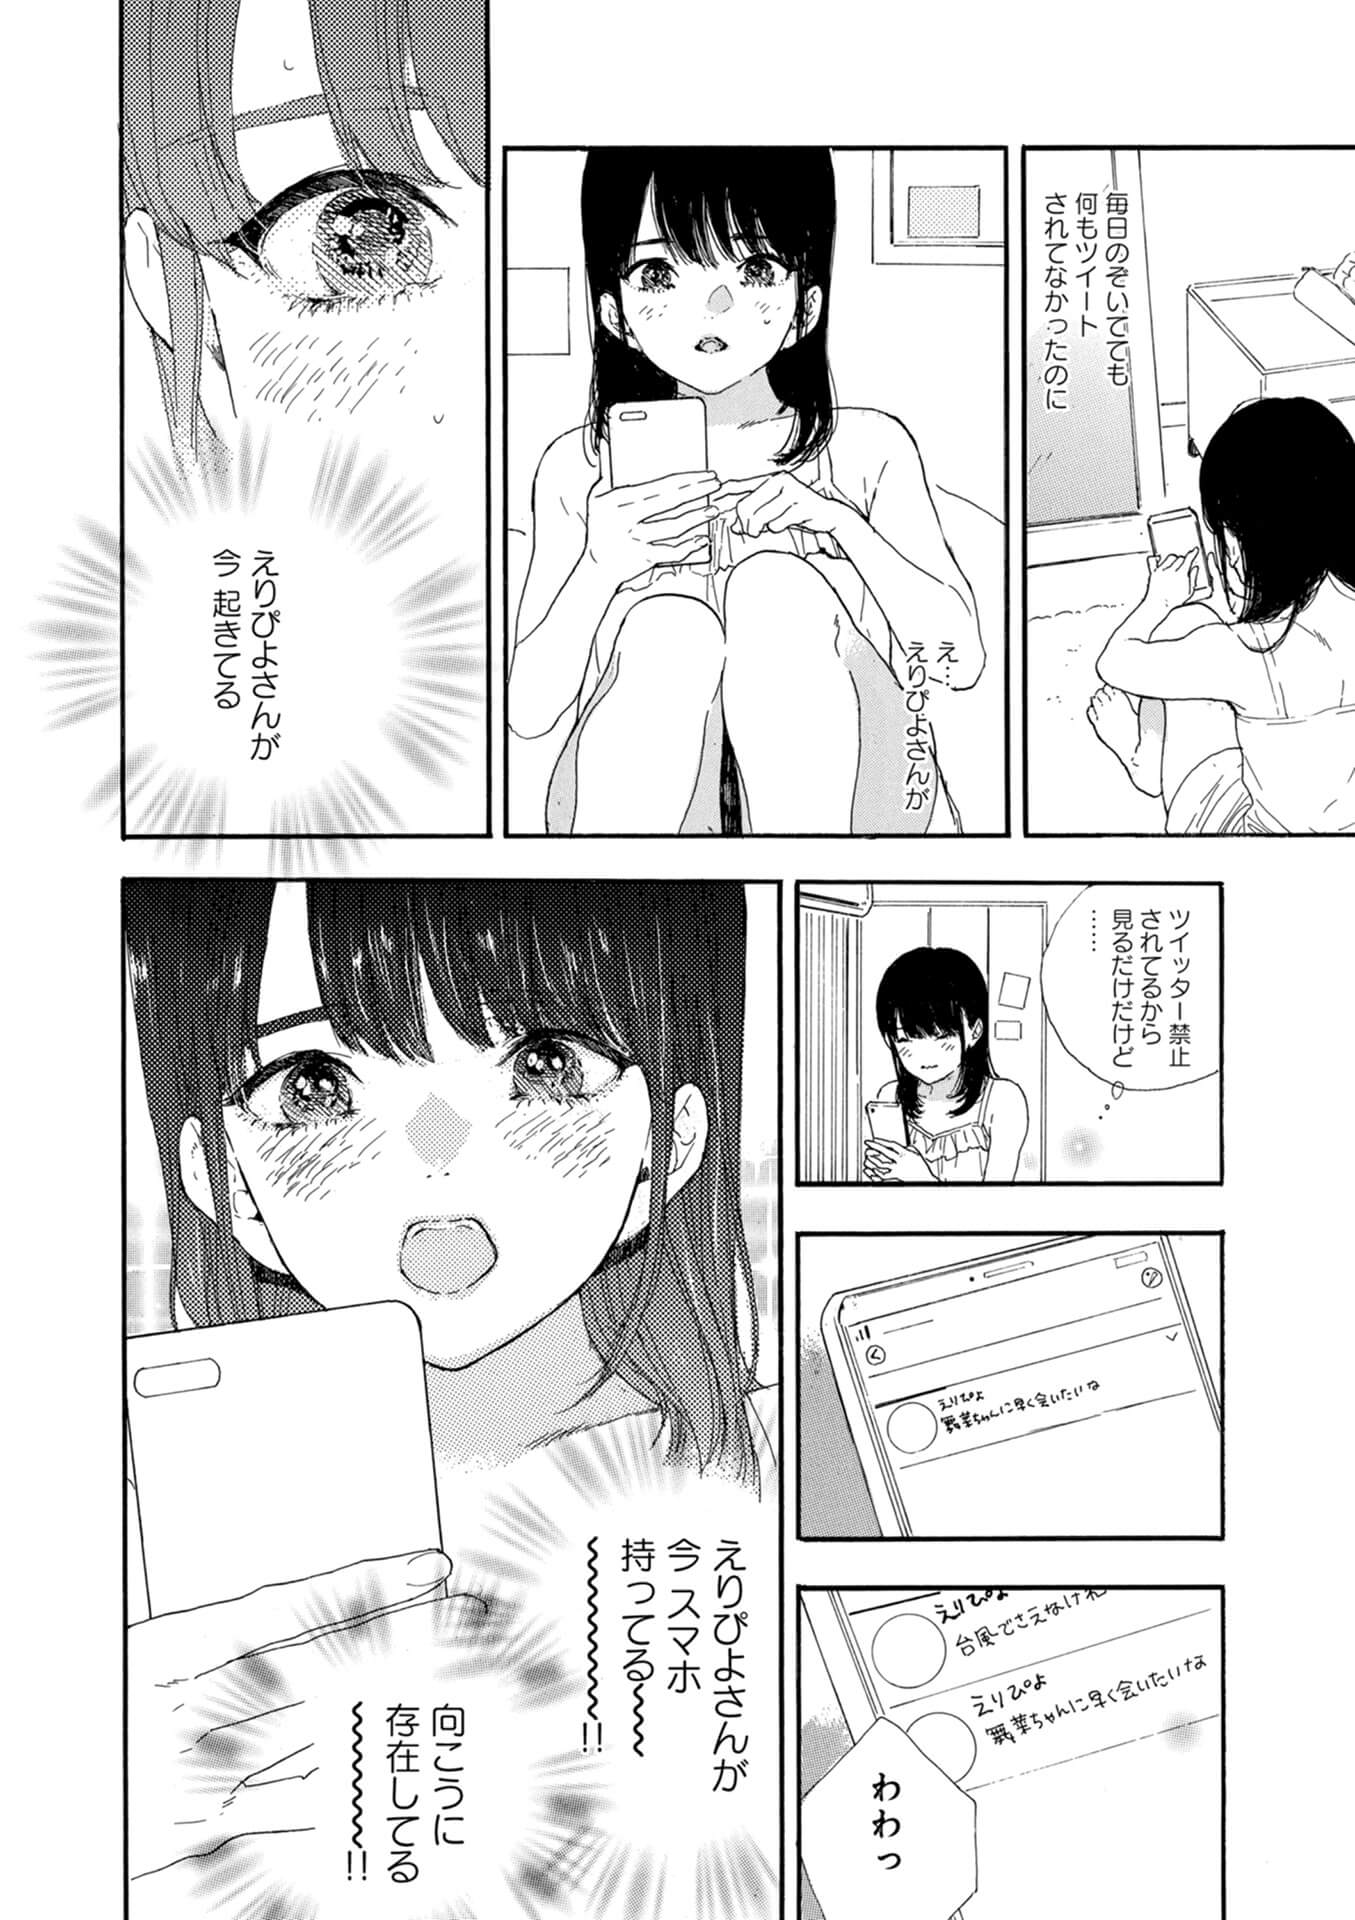 毎日のぞいてても
何もツイート
されてなかったのに
え…
えりぴよさんが
えりぴよさんが
今 起きてる
ツイッター禁止
されてるから
見るだけだけど
……
えりぴよ
舞菜ちゃんに早く会いたいな
えりぴよ
台風でさえなけれ
えりぴよ
舞菜ちゃんに早く会いたいな
わわっ
えりぴよさんが
今 スマホ
持ってる〜〜〜〜!!
向こうに
存在してる
〜〜〜〜!!